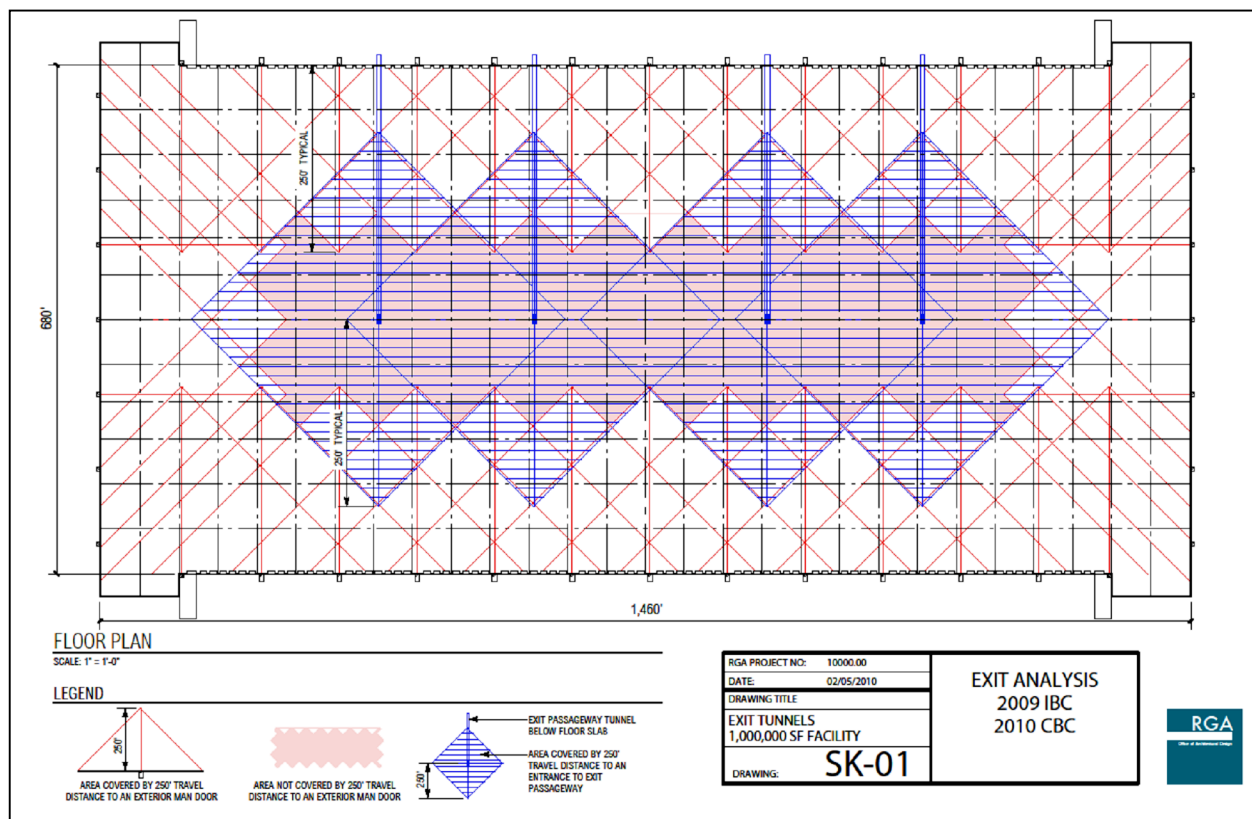 250' TYPICAL
680'
250' TYPICAL
1,460'
FLOOR PLAN
SCALE: 1" = 1'-0"
LEGEND
250'
AREA COVERED BY 250' TRAVEL
DISTANCE TO AN EXTERIOR MAN DOOR
AREA NOT COVERED BY 250' TRAVEL
DISTANCE TO AN EXTERIOR MAN DOOR
250'
EXIT PASSAGEWAY TUNNEL
BELOW FLOOR SLAB
AREA COVERED BY 250'
TRAVEL DISTANCE TO AN
ENTRANCE TO EXIT
PASSAGEWAY
RGA PROJECT NO: 10000.00
DATE: 02/05/2010
DRAWING TITLE
EXIT TUNNELS
1,000,000 SF FACILITY
DRAWING: SK-01
EXIT ANALYSIS
2009 IBC
2010 CBC
RGA
Office of Architectural Design